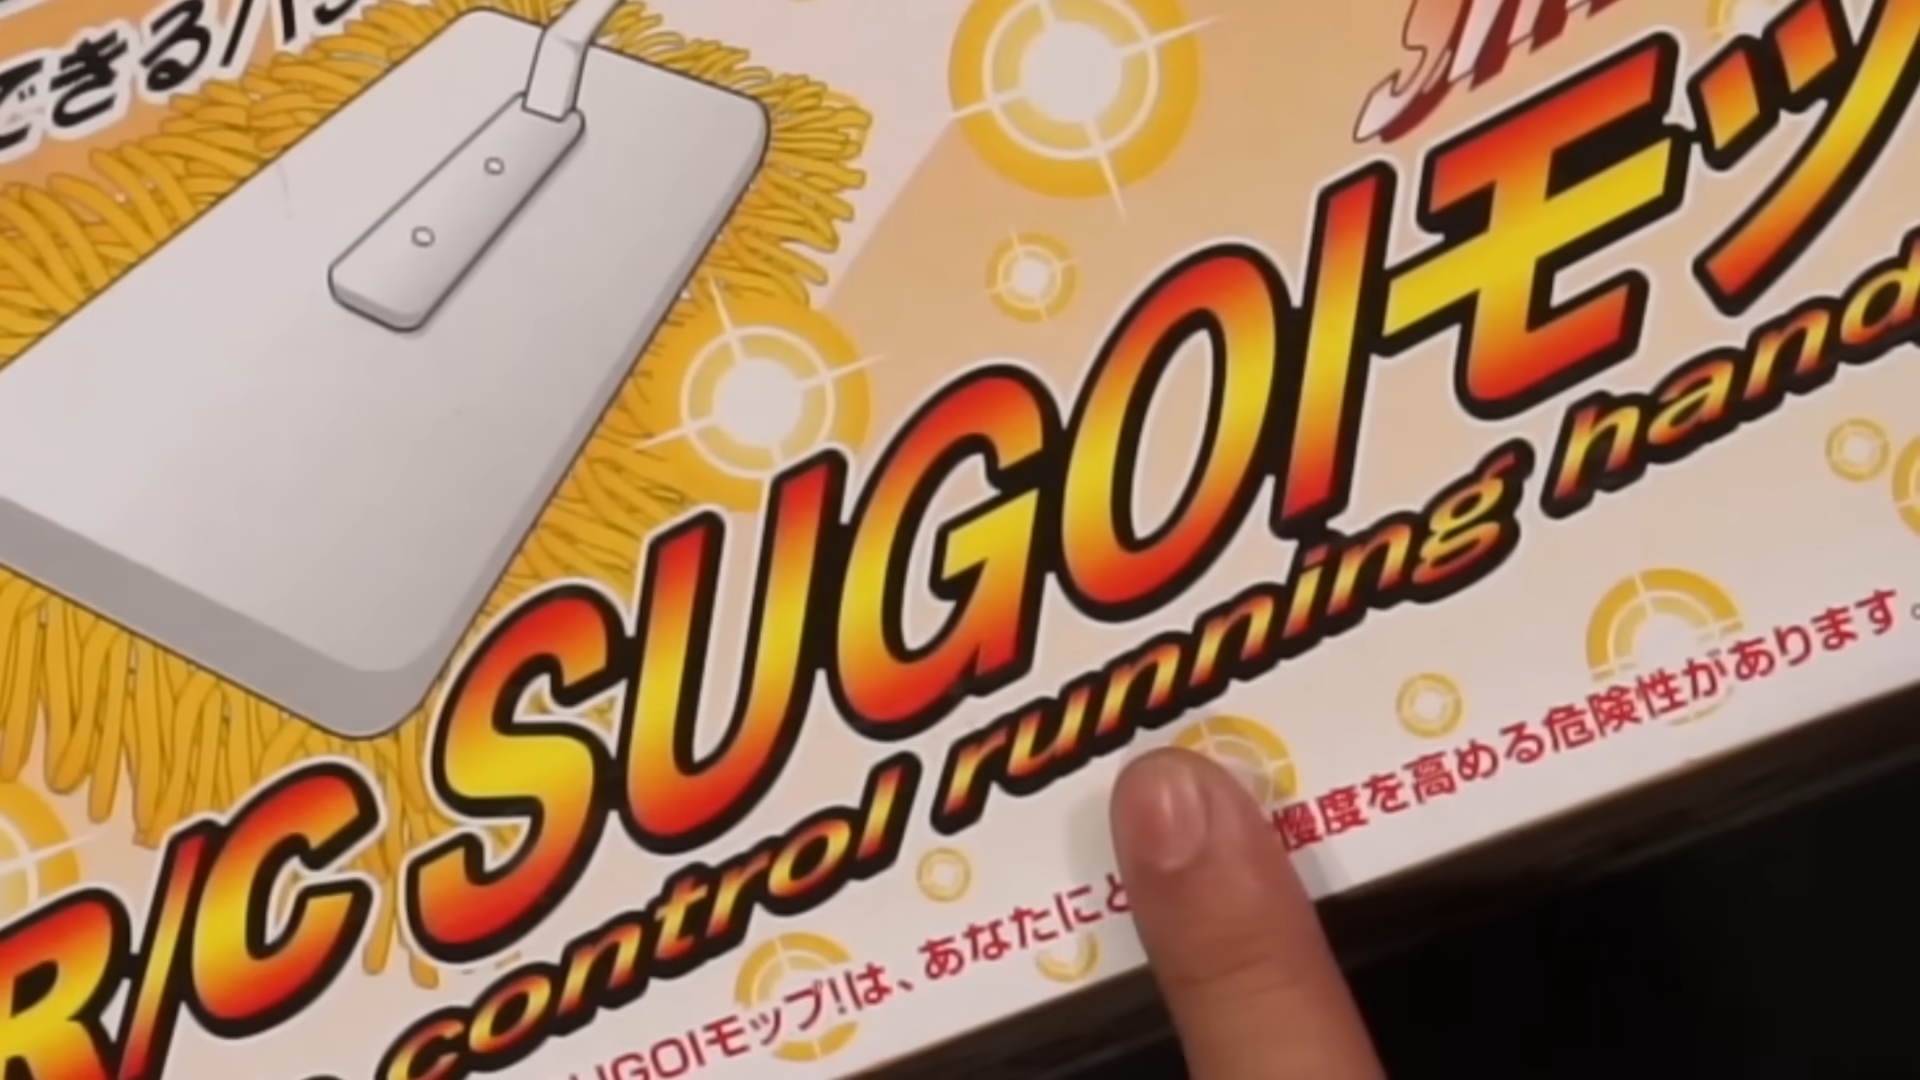 できる
R/C SUGOIモッ
control running hand
UGOIモップ!は、あなたにと 慢度を高める危険性があります。